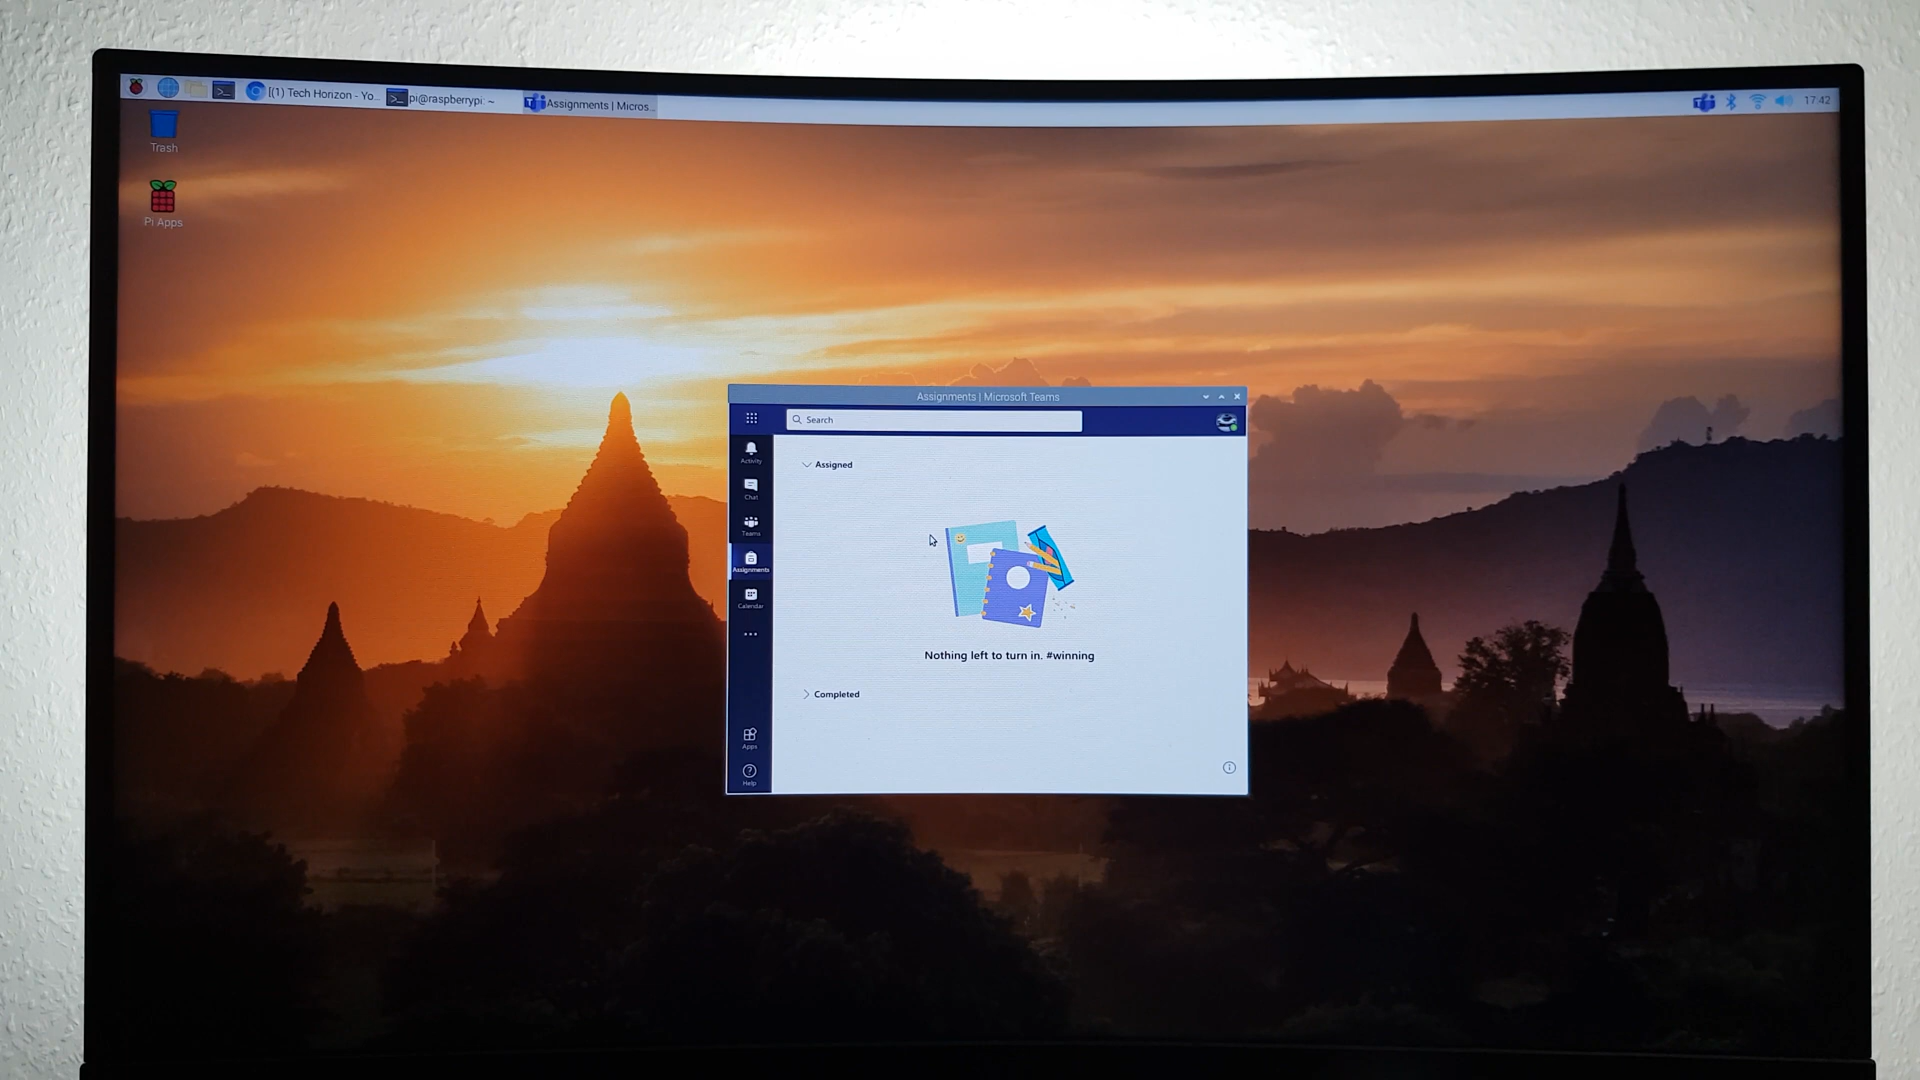 [(1) Tech Horizon - Yo...
pi@raspberrypi: ~
Assignments | Micros...
17:42
Trash
Pi Apps
Assignments | Microsoft Teams
Search
Activity
Chat
Teams
Assignments
Calendar
Apps
Help
Assigned
Nothing left to turn in. #winning
Completed